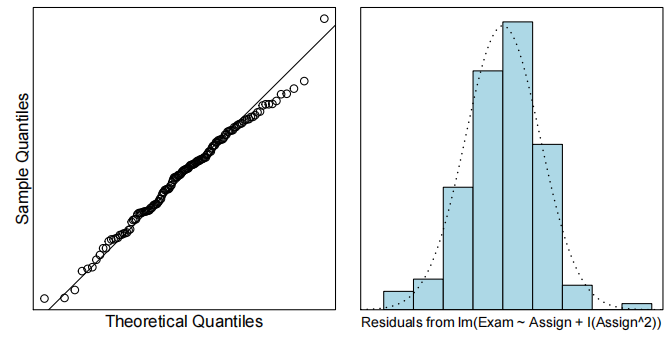 Sample Quantiles
Theoretical Quantiles
Residuals from lm(Exam ~ Assign + I(Assign^2))